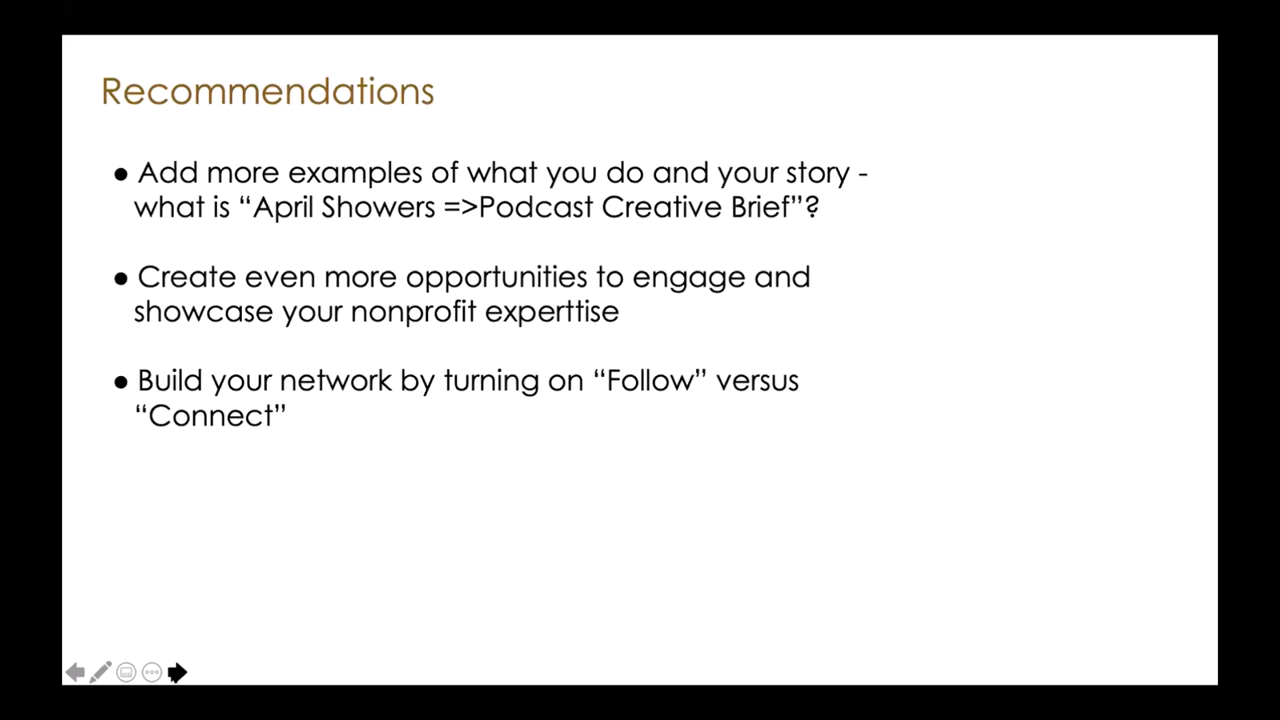 Recommendations
● Add more examples of what you do and your story -
what is “April Showers =>Podcast Creative Brief”?
● Create even more opportunities to engage and
showcase your nonprofit experttise
● Build your network by turning on “Follow” versus
“Connect”